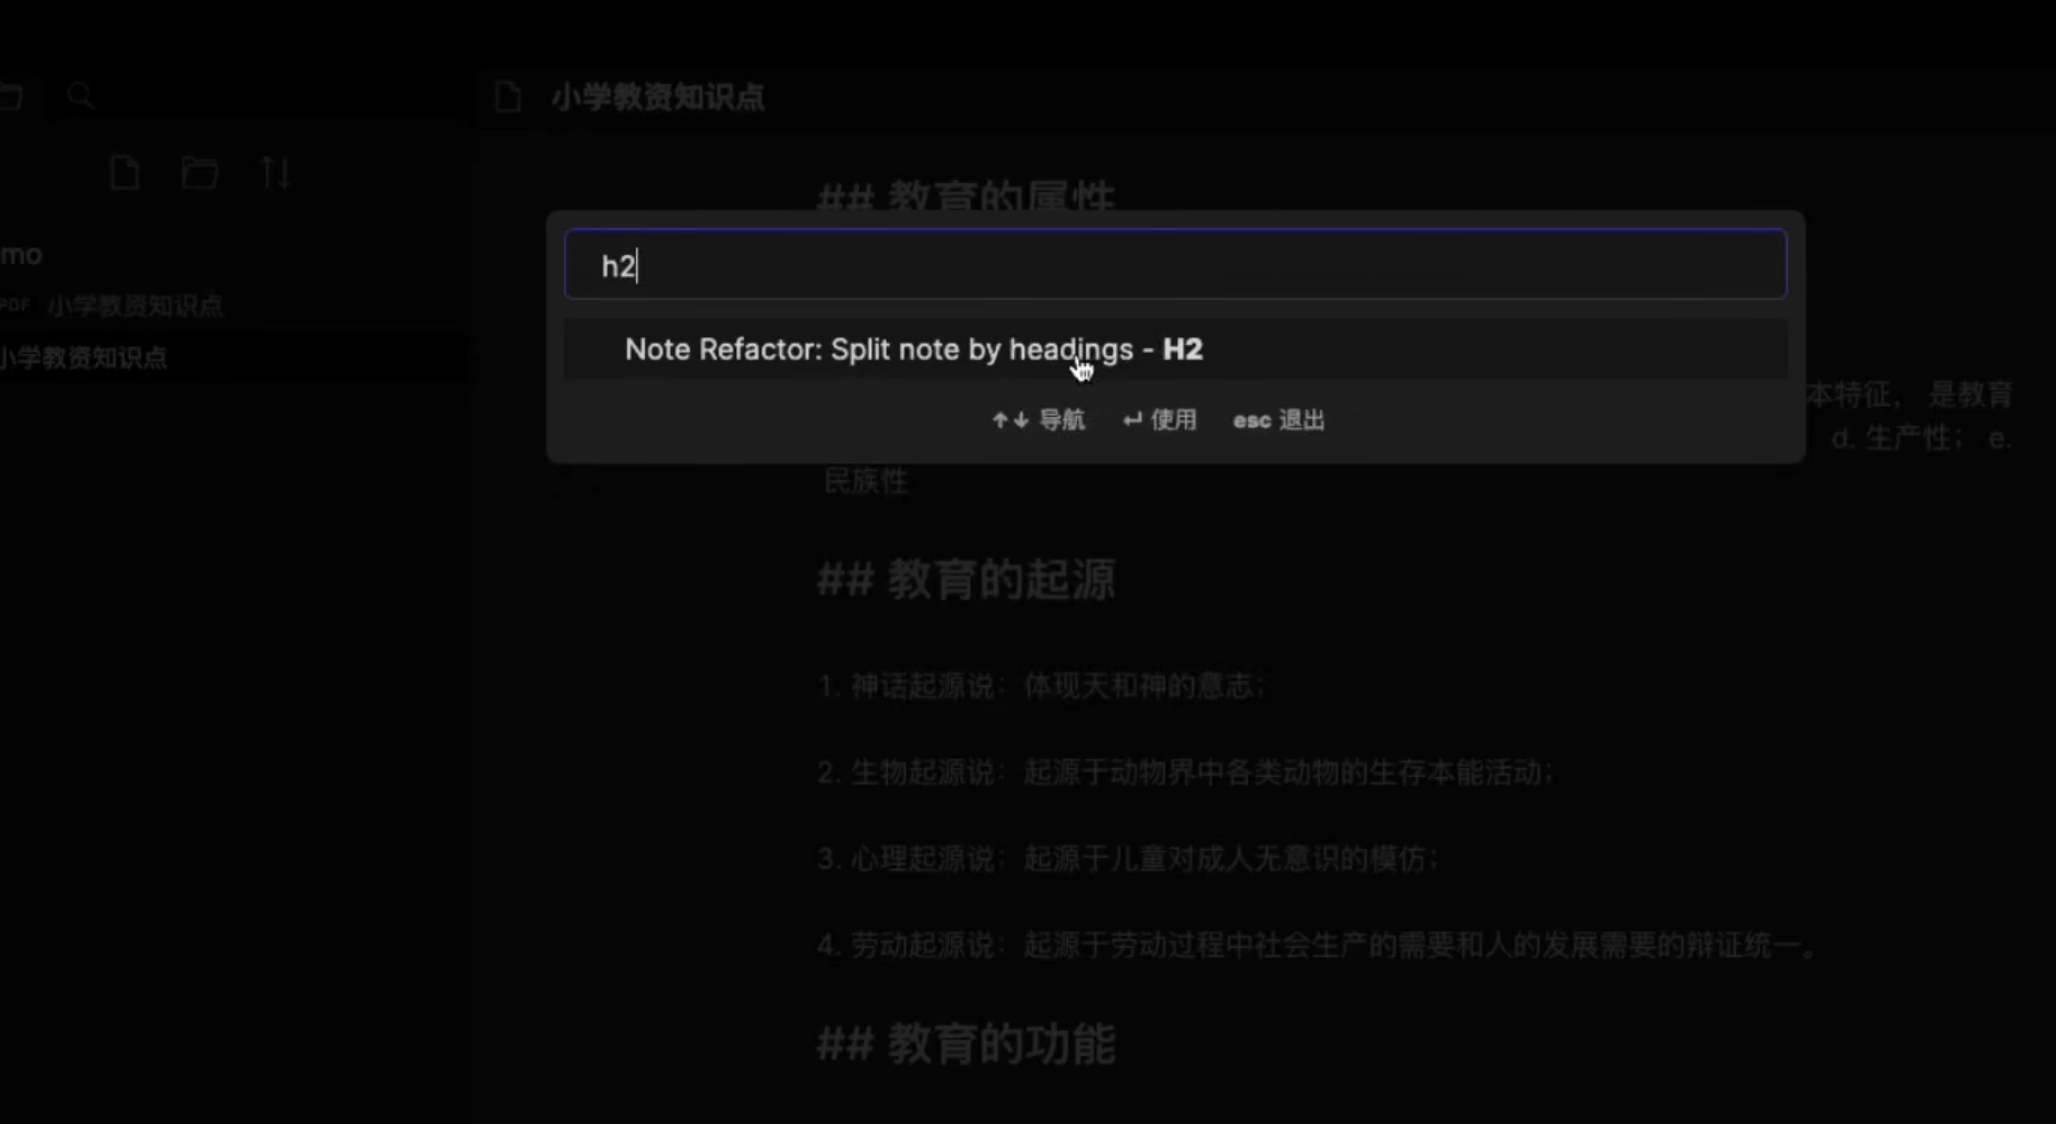 小学教资知识点
mo
PDF 小学教资知识点
小学教资知识点
## 教育的属性
h2
Note Refactor: Split note by headings - H2
↑↓ 导航 ↵ 使用 esc 退出
本特征， 是教育
d. 生产性； e.
民族性
## 教育的起源
1. 神话起源说：体现天和神的意志；
2. 生物起源说：起源于动物界中各类动物的生存本能活动；
3. 心理起源说：起源于儿童对成人无意识的模仿；
4. 劳动起源说：起源于劳动过程中社会生产的需要和人的发展需要的辩证统一。
## 教育的功能